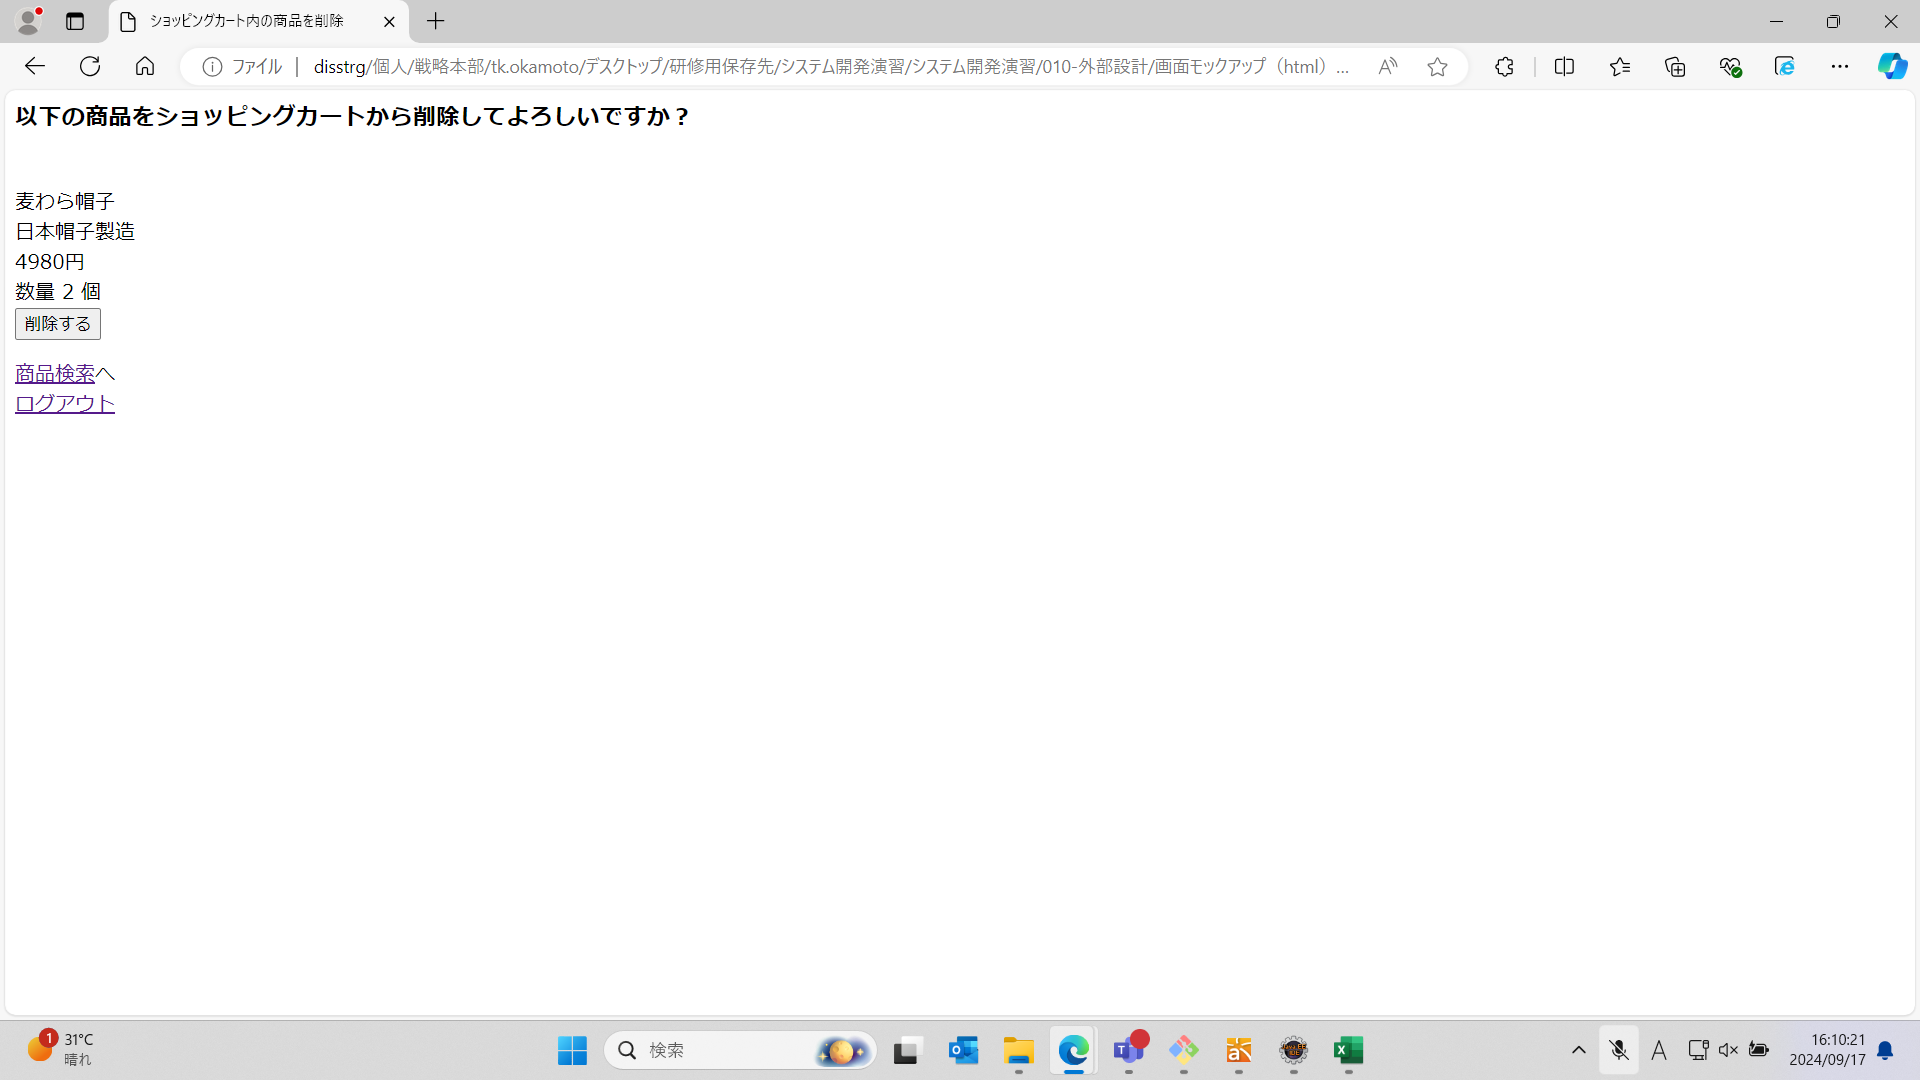 ショッピングカート内の商品を削除
ファイル
disstrg/個人/戦略本部/tk.okamoto/デスクトップ/研修用保存先/システム開発演習/システム開発演習/010-外部設計/画面モックアップ（html）...
以下の商品をショッピングカートから削除してよろしいですか？
麦わら帽子
日本帽子製造
4980円
数量 2 個
削除する
商品検索へ
ログアウト
1
31°C
晴れ
検索
A
16:10:21
2024/09/17